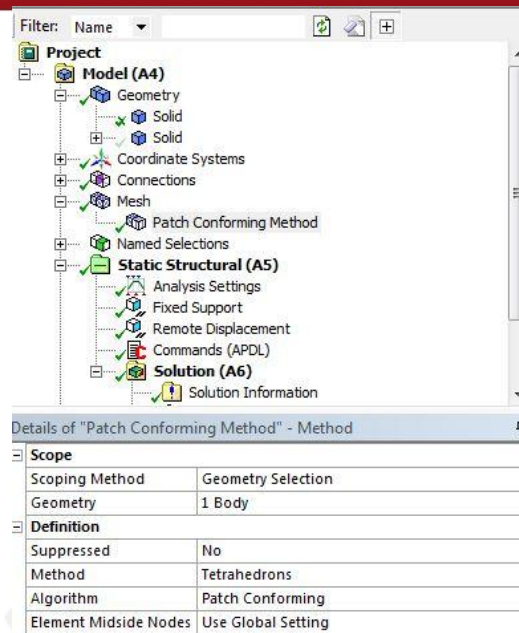 Filter: Name
Project
Model (A4)
Geometry
Solid
Solid
Coordinate Systems
Connections
Mesh
Patch Conforming Method
Named Selections
Static Structural (A5)
Analysis Settings
Fixed Support
Remote Displacement
Commands (APDL)
Solution (A6)
Solution Information
Details of "Patch Conforming Method" - Method
Scope
Scoping Method Geometry Selection
Geometry 1 Body
Definition
Suppressed No
Method Tetrahedrons
Algorithm Patch Conforming
Element Midside Nodes Use Global Setting